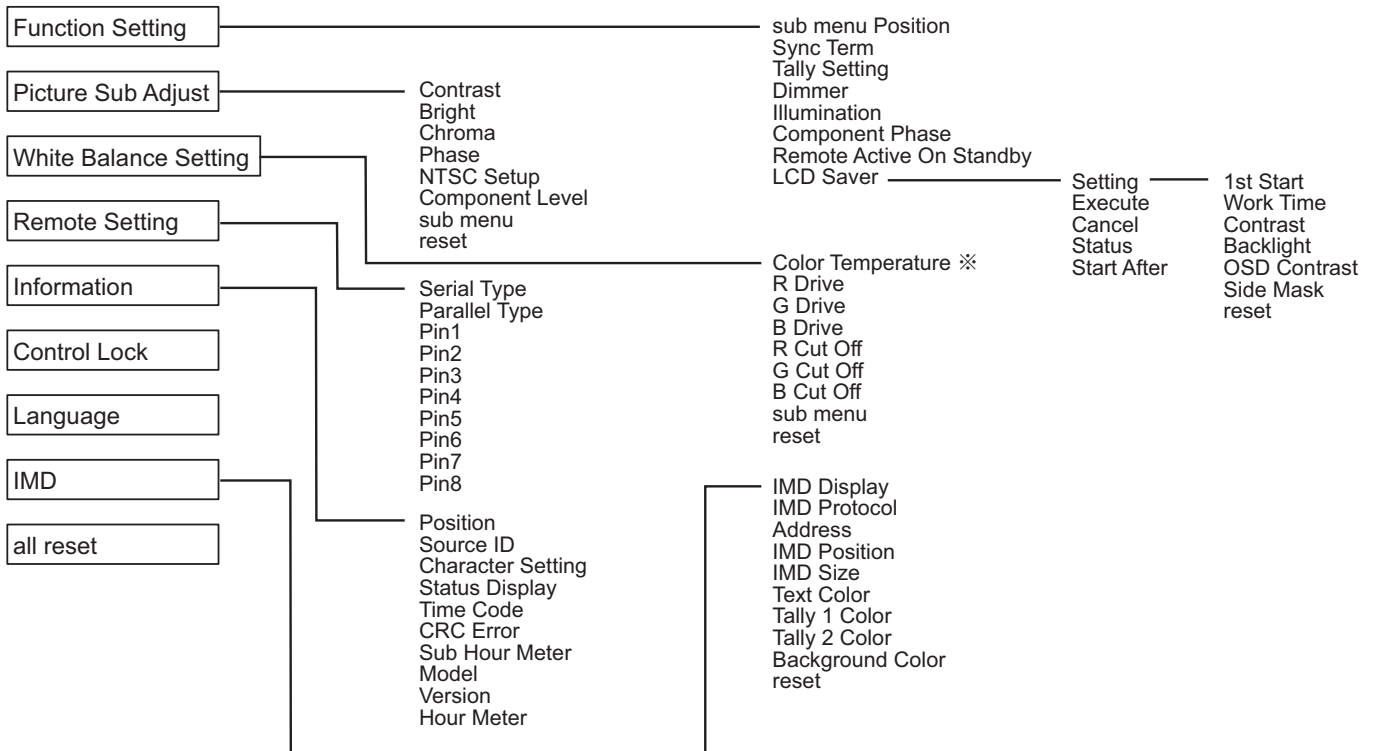 Function Setting
Picture Sub Adjust
White Balance Setting
Remote Setting
Information
Control Lock
Language
IMD
all reset
Contrast
Bright
Chroma
Phase
NTSC Setup
Component Level
sub menu
reset
Serial Type
Parallel Type
Pin1
Pin2
Pin3
Pin4
Pin5
Pin6
Pin7
Pin8
Position
Source ID
Character Setting
Status Display
Time Code
CRC Error
Sub Hour Meter
Model
Version
Hour Meter
sub menu Position
Sync Term
Tally Setting
Dimmer
Illumination
Component Phase
Remote Active On Standby
LCD Saver
Color Temperature ※
R Drive
G Drive
B Drive
R Cut Off
G Cut Off
B Cut Off
sub menu
reset
IMD Display
IMD Protocol
Address
IMD Position
IMD Size
Text Color
Tally 1 Color
Tally 2 Color
Background Color
reset
Setting
Execute
Cancel
Status
Start After
1st Start
Work Time
Contrast
Backlight
OSD Contrast
Side Mask
reset